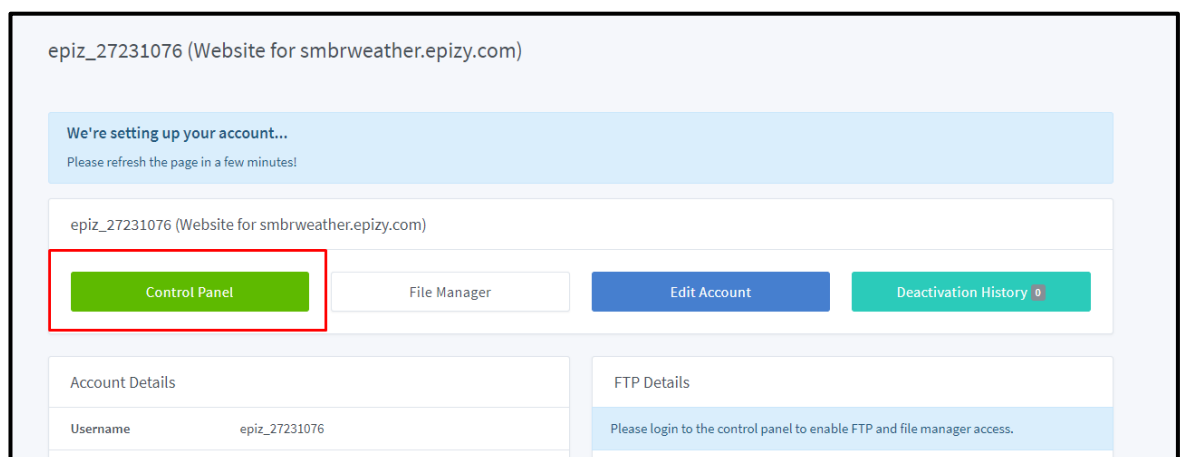 epiz_27231076 (Website for smbrweather.epizy.com)
We're setting up your account...
Please refresh the page in a few minutes!
epiz_27231076 (Website for smbrweather.epizy.com)
Control Panel
File Manager
Edit Account
Deactivation History 0
Account Details
FTP Details
Username epiz_27231076
Please login to the control panel to enable FTP and file manager access.